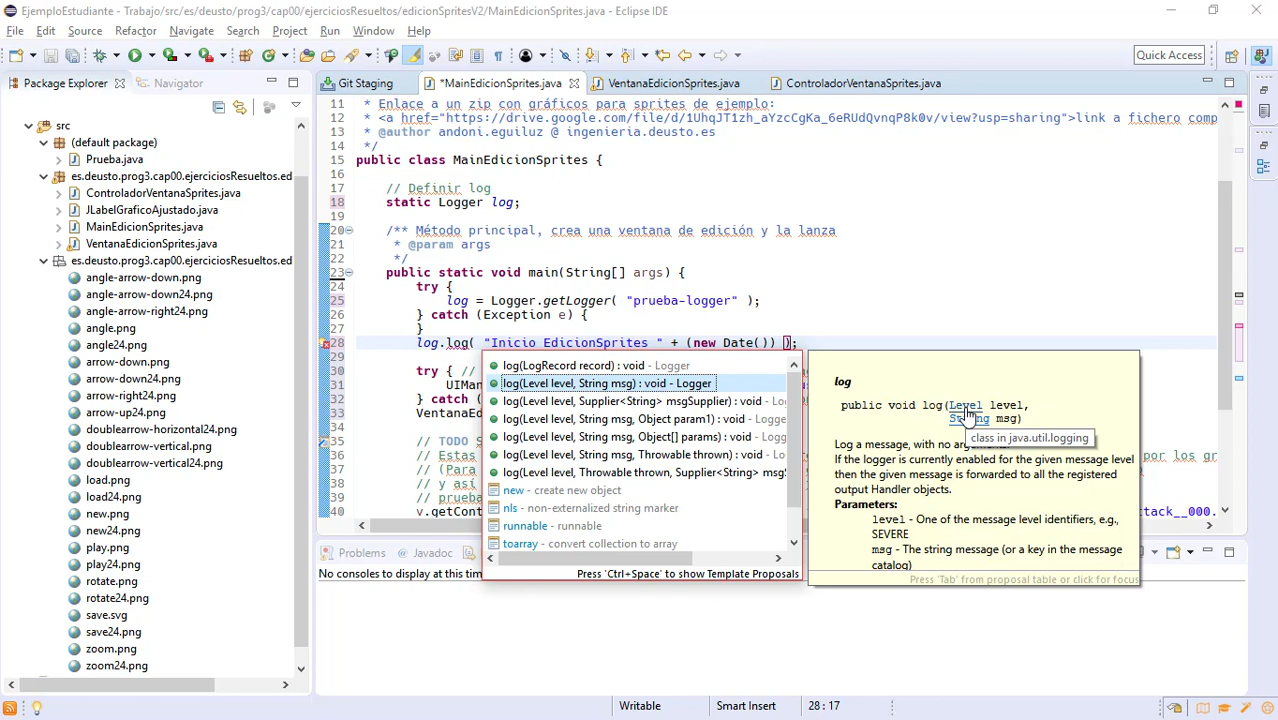 EjemploEstudiante - Trabajo/src/es/deusto/prog3/cap00/ejerciciosResueltos/edicionSpritesV2/MainEdicionSprites.java - Eclipse IDE
File Edit Source Refactor Navigate Search Project Run Window Help
Quick Access
Package Explorer
Navigator
Git Staging
*MainEdicionSprites.java
VentanaEdicionSprites.java
ControladorVentanaSprites.java
src
(default package)
Prueba.java
es.deusto.prog3.cap00.ejerciciosResueltos.ed
ControladorVentanaSprites.java
JLabelGraficoAjustado.java
MainEdicionSprites.java
VentanaEdicionSprites.java
es.deusto.prog3.cap00.ejerciciosResueltos.ed
angle-arrow-down.png
angle-arrow-down24.png
angle-arrow-right24.png
angle.png
angle24.png
arrow-down.png
arrow-down24.png
arrow-right.png
arrow-right24.png
doublearrow-horizontal24.png
doublearrow-vertical.png
doublearrow-vertical24.png
load.png
load24.png
new.png
new24.png
play.png
play24.png
rotate.png
rotate24.png
save.svg
save24.png
zoom.png
zoom24.png
11 * Enlace a un zip con gráficos para sprites de ejemplo:
12 * <a href="https://drive.google.com/file/d/1UhqJT1zh_aYzcCgKa_6eRUdQvnqP8k0v/view?usp=sharing">link a fichero comp
13 * @author andoni.eguiluz @ ingenieria.deusto.es
14 */
15 public class MainEdicionSprites {
16
17 // Definir log
18 static Logger log;
19
20 /** Método principal, crea una ventana de edición y la lanza
21 * @param args
22 */
23 public static void main(String[] args) {
24 try {
25 log = Logger.getLogger( "prueba-logger" );
26 } catch (Exception e) {
27 }
28 log.log( "Inicio EdicionSprites " + (new Date()) );
29
30 try { //
31 UIMan
32 } catch (
33 VentanaE
34
35 // TODO S
36 // Estas por los gr
37 // (Para
38 // y así
39 // prueba
40 v.getCont ttack__000.
log(LogRecord record) : void - Logger
log(Level level, String msg) : void - Logger
log(Level level, Supplier<String> msgSupplier) : void - Lo
log(Level level, String msg, Object param1) : void - Logg
log(Level level, String msg, Object[] params) : void - Log
log(Level level, String msg, Throwable thrown) : void - L
log(Level level, Throwable thrown, Supplier<String> msgS
new - create new object
nls - non-externalized string marker
runnable - runnable
toarray - convert collection to array
Press 'Ctrl+Space' to show Template Proposals
log
public void log(Level level,
String msg)
class in java.util.logging
Log a message, with no
If the logger is currently enabled for the given message level
then the given message is forwarded to all the registered
output Handler objects.
Parameters:
level - One of the message level identifiers, e.g.,
SEVERE
msg - The string message (or a key in the message
catalog)
Press 'Tab' from proposal table or click for focus
Problems
Javadoc
No consoles to display at this tim
Writable
Smart Insert
28 : 17